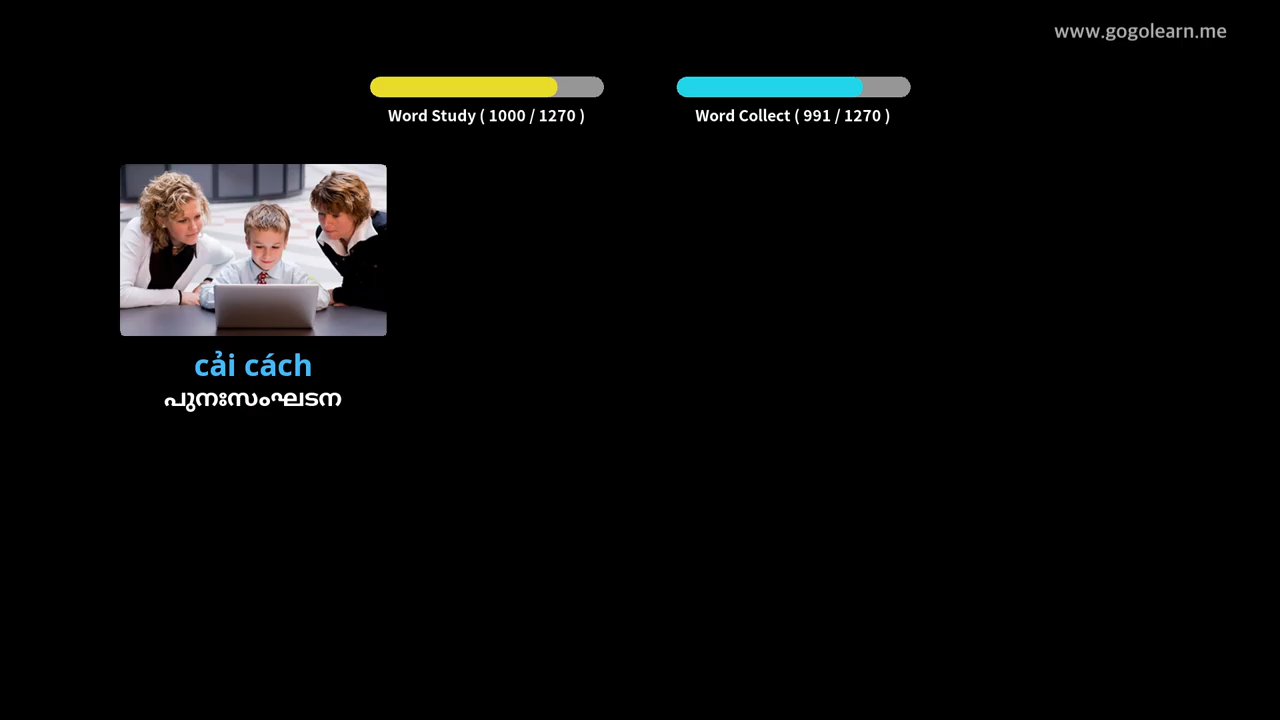 www.gogolearn.me
Word Study ( 1000 / 1270 )
Word Collect ( 991 / 1270 )
cải cách
പുനഃസംഘടന